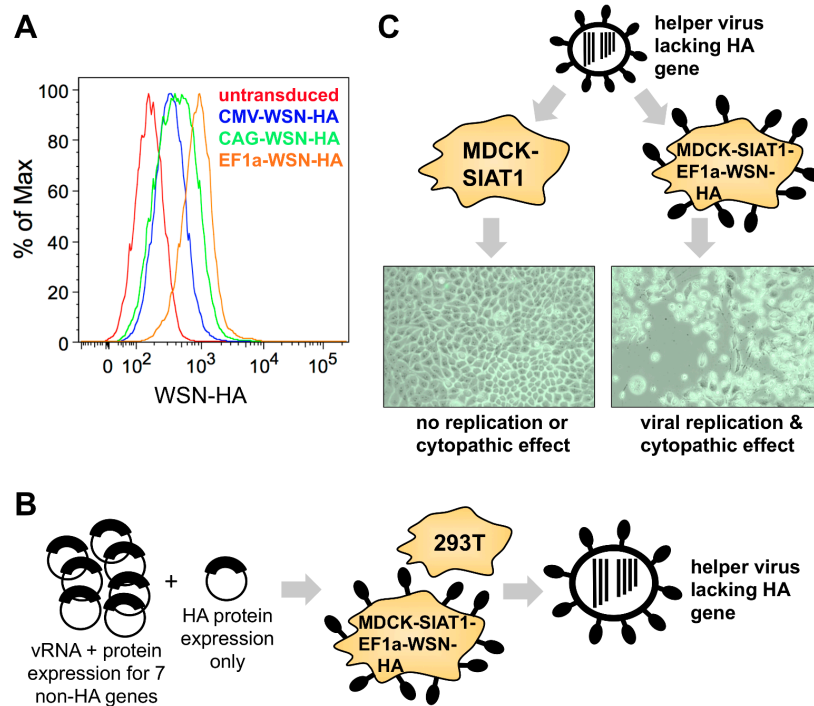 A
100
80
60
40
20
0
% of Max
untransduced
CMV-WSN-HA
CAG-WSN-HA
EF1a-WSN-HA
0 10² 10³ 10⁴ 10⁵
WSN-HA
C
helper virus
lacking HA
gene
MDCK-
SIAT1
MDCK-SIAT1-
EF1a-WSN-
HA
no replication or
cytopathic effect
viral replication &
cytopathic effect
B
+
vRNA + protein
expression for 7
non-HA genes
HA protein
expression
only
293T
MDCK-SIAT1-
EF1a-WSN-
HA
helper virus
lacking HA
gene